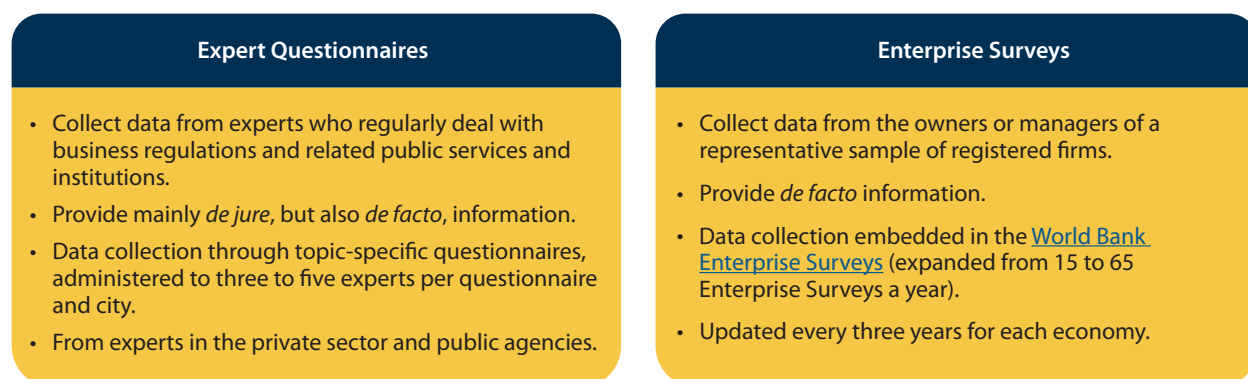 Expert Questionnaires
• Collect data from experts who regularly deal with
business regulations and related public services and
institutions.
• Provide mainly de jure, but also de facto, information.
• Data collection through topic-specific questionnaires,
administered to three to five experts per questionnaire
and city.
• From experts in the private sector and public agencies.
Enterprise Surveys
• Collect data from the owners or managers of a
representative sample of registered firms.
• Provide de facto information.
• Data collection embedded in the World Bank
Enterprise Surveys (expanded from 15 to 65
Enterprise Surveys a year).
• Updated every three years for each economy.